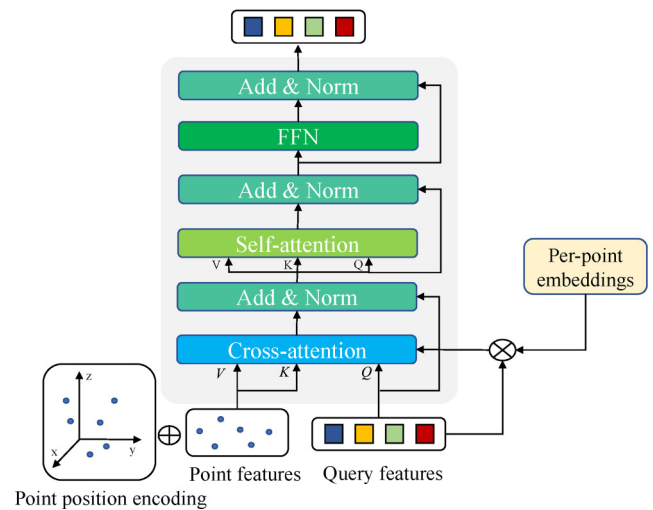 Add & Norm
FFN
Add & Norm
Self-attention
V K Q
Add & Norm
Cross-attention
V K Q
Per-point
embeddings
z
x
y
Point features
Query features
Point position encoding